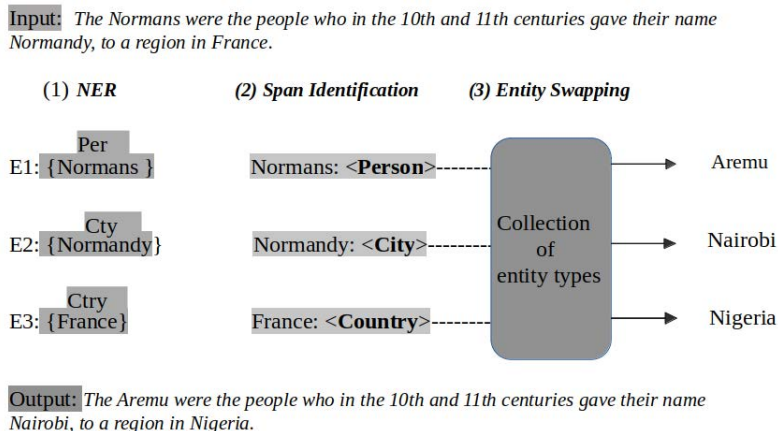 Input: The Normans were the people who in the 10th and 11th centuries gave their name
Normandy, to a region in France.
(1) NER (2) Span Identification (3) Entity Swapping
Per
E1: {Normans } Normans: <Person> Aremu
Cty
E2: {Normandy} Normandy: <City> Nairobi
Collection
of
entity types
Ctry
E3: {France} France: <Country> Nigeria
Output: The Aremu were the people who in the 10th and 11th centuries gave their name
Nairobi, to a region in Nigeria.